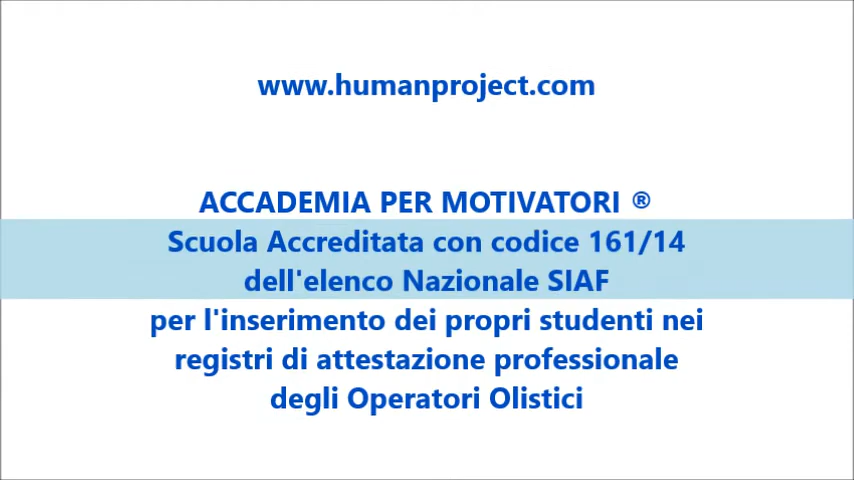 www.humanproject.com
ACCADEMIA PER MOTIVATORI ®
Scuola Accreditata con codice 161/14
dell'elenco Nazionale SIAF
per l'inserimento dei propri studenti nei
registri di attestazione professionale
degli Operatori Olistici